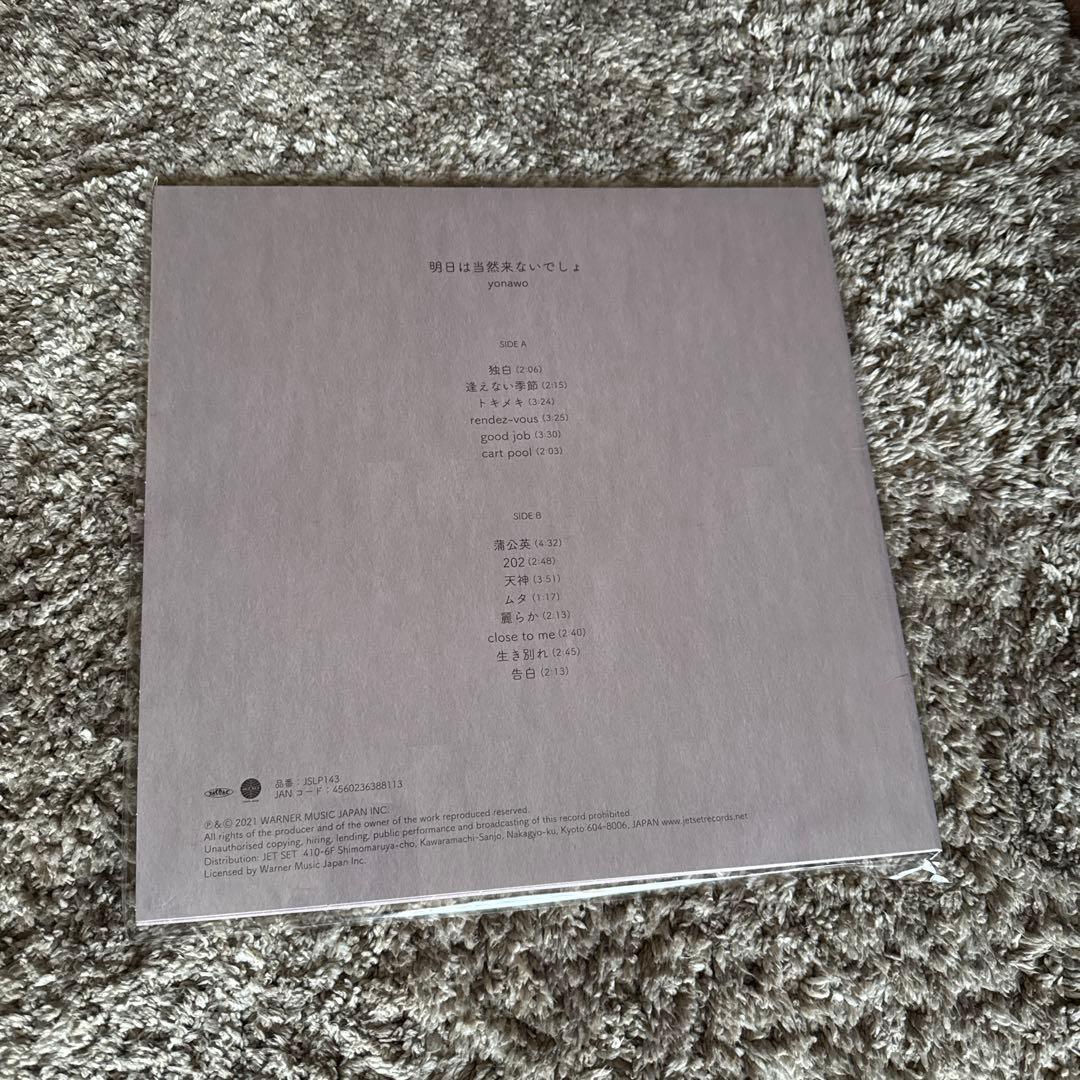 明日は当然来ないでしょ
yonawo
SIDE A
独白 (2:06)
逢えない季節 (2:15)
トキメキ (3:24)
rendez-vous (3:25)
good job (3:30)
cart pool (2:03)
SIDE B
蒲公英 (4:32)
202 (2:48)
天神 (3:51)
ムタ (1:17)
麗らか (2:13)
close to me (2:40)
生き別れ (2:45)
告白 (2:13)
品番：JSLP143
JAN コード：4560236388113
Ⓟ&© 2021 WARNER MUSIC JAPAN INC.
All rights of the producer and of the owner of the work reproduced reserved.
Unauthorised copying, hiring, lending, public performance and broadcasting of this record prohibited.
Distribution: JET SET 410-6F Shimomaruya-cho, Kawaramachi-Sanjo, Nakagyo-ku, Kyoto 604-8006, JAPAN www.jetsetrecords.net
Licensed by Warner Music Japan Inc.